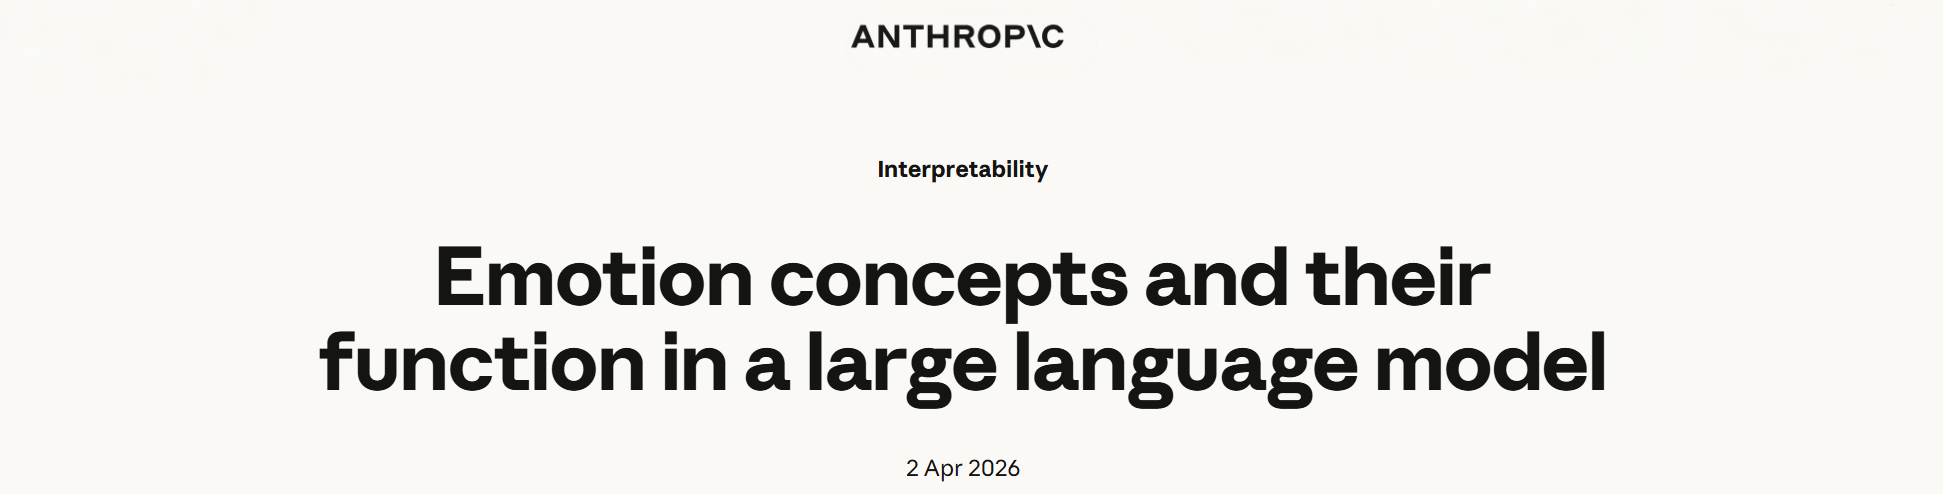 ANTHROP\C
Interpretability
Emotion concepts and their
function in a large language model
2 Apr 2026